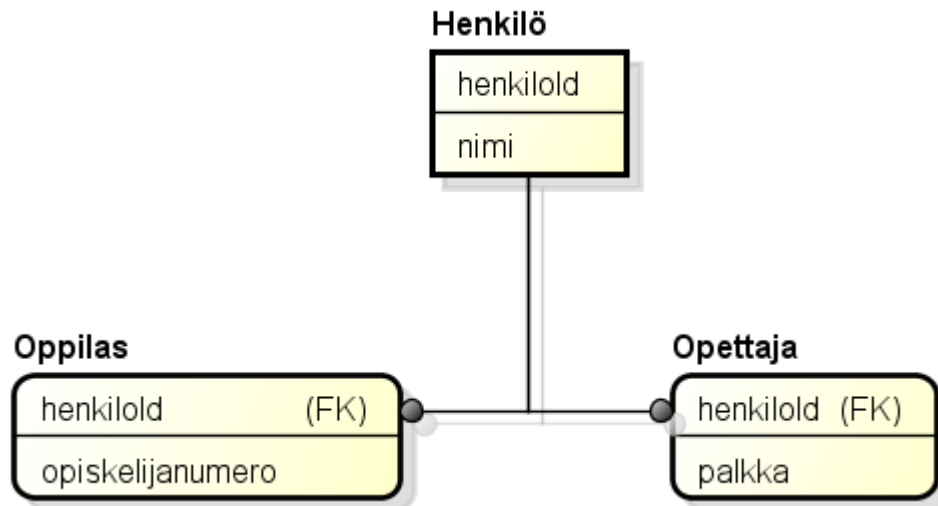 Henkilö
henkiloId
nimi
Oppilas
henkiloId (FK)
opiskelijanumero
Opettaja
henkiloId (FK)
palkka